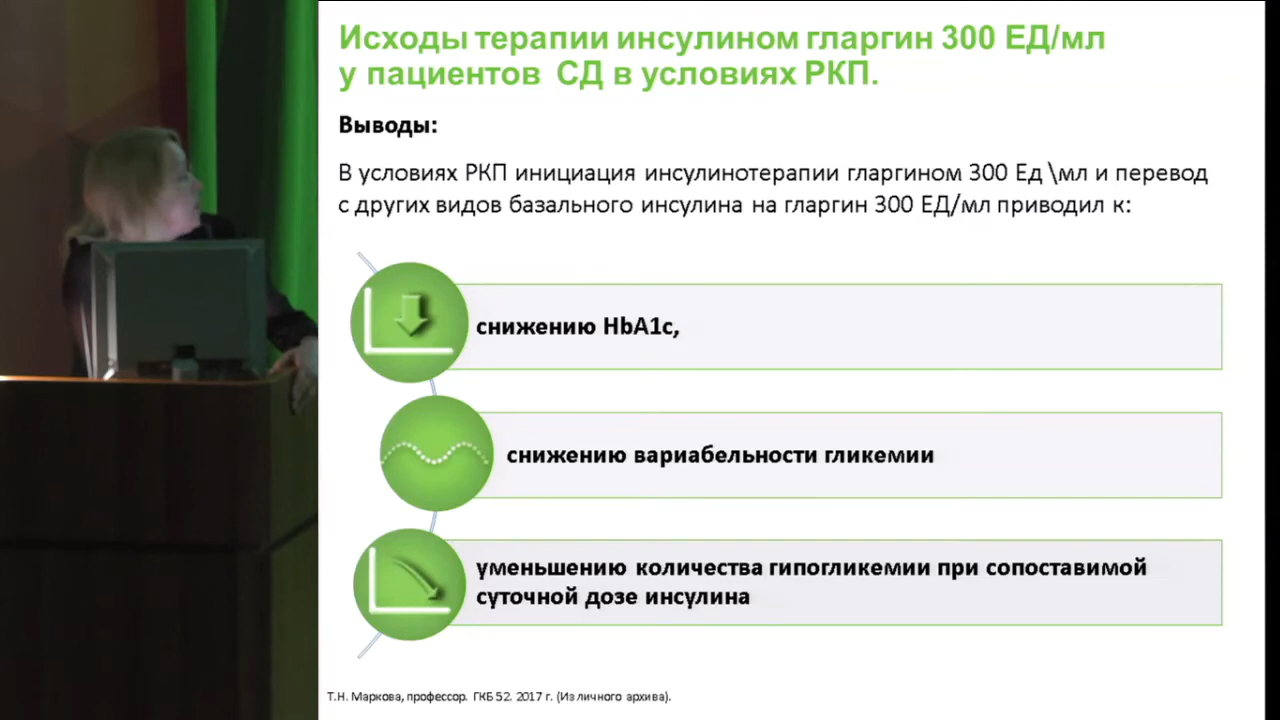 Исходы терапии инсулином гларгин 300 ЕД/мл
у пациентов СД в условиях РКП.
Выводы:
В условиях РКП инициация инсулинотерапии гларгином 300 Ед \мл и перевод
с других видов базального инсулина на гларгин 300 ЕД/мл приводил к:
снижению HbA1c,
снижению вариабельности гликемии
уменьшению количества гипогликемии при сопоставимой
суточной дозе инсулина
Т.Н. Маркова, профессор. ГКБ 52. 2017 г. (Из личного архива).